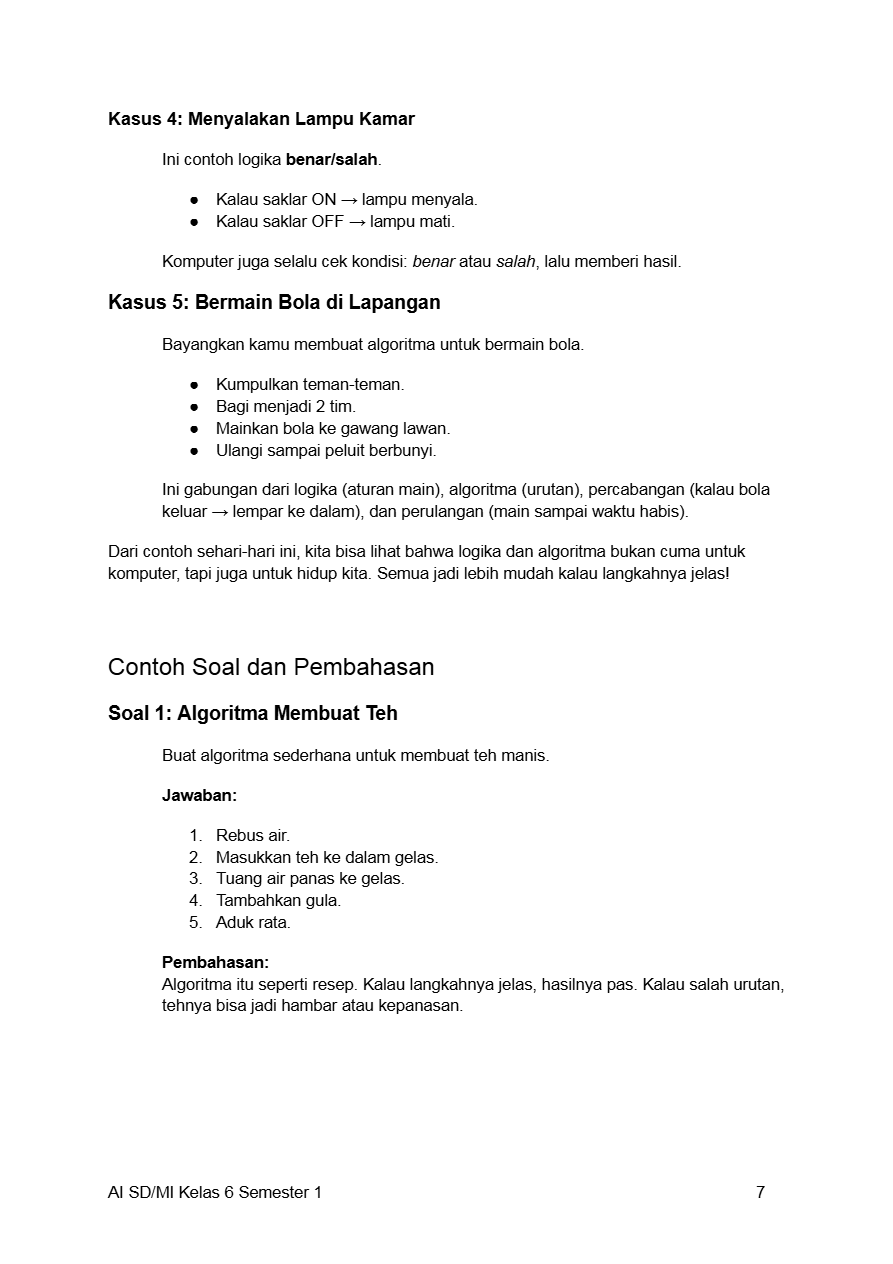 Kasus 4: Menyalakan Lampu Kamar
Ini contoh logika benar/salah.
● Kalau saklar ON → lampu menyala.
● Kalau saklar OFF → lampu mati.
Komputer juga selalu cek kondisi: benar atau salah, lalu memberi hasil.
Kasus 5: Bermain Bola di Lapangan
Bayangkan kamu membuat algoritma untuk bermain bola.
● Kumpulkan teman-teman.
● Bagi menjadi 2 tim.
● Mainkan bola ke gawang lawan.
● Ulangi sampai peluit berbunyi.
Ini gabungan dari logika (aturan main), algoritma (urutan), percabangan (kalau bola
keluar → lempar ke dalam), dan perulangan (main sampai waktu habis).
Dari contoh sehari-hari ini, kita bisa lihat bahwa logika dan algoritma bukan cuma untuk
komputer, tapi juga untuk hidup kita. Semua jadi lebih mudah kalau langkahnya jelas!
Contoh Soal dan Pembahasan
Soal 1: Algoritma Membuat Teh
Buat algoritma sederhana untuk membuat teh manis.
Jawaban:
1. Rebus air.
2. Masukkan teh ke dalam gelas.
3. Tuang air panas ke gelas.
4. Tambahkan gula.
5. Aduk rata.
Pembahasan:
Algoritma itu seperti resep. Kalau langkahnya jelas, hasilnya pas. Kalau salah urutan,
tehnya bisa jadi hambar atau kepanasan.
AI SD/MI Kelas 6 Semester 1 7